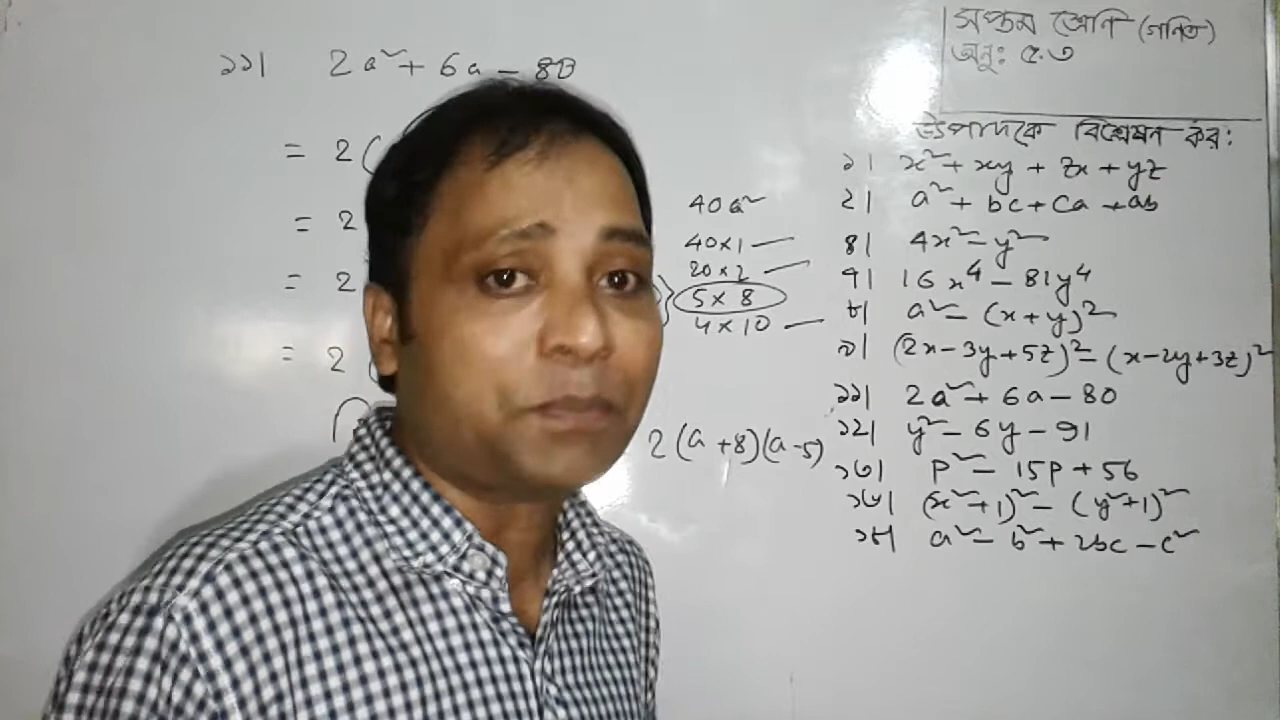 ১১। 2a² + 6a - 80
= 2(
= 2
= 2
= 2
40a²
40×1
20×2
5×8
4×10
2(a+8)(a-5)
সপ্তম শ্রেণি (গনিত)
অনু: ৫.৩
উৎপাদকে বিশ্লেষন কর:
১। x² + xy + zx + yz
২। a² + bc + ca + ab
৪। 4x² - y²
৭। 16x⁴ - 81y⁴
৮। a² - (x+y)²
৯। (2x-3y+5z)² - (x-2y+3z)²
১১। 2a² + 6a - 80
১২। y² - 6y - 91
১৩। p² - 15p + 56
১৬। (x²+1)² - (y²+1)²
১৮। a² - b² + 2bc - c²